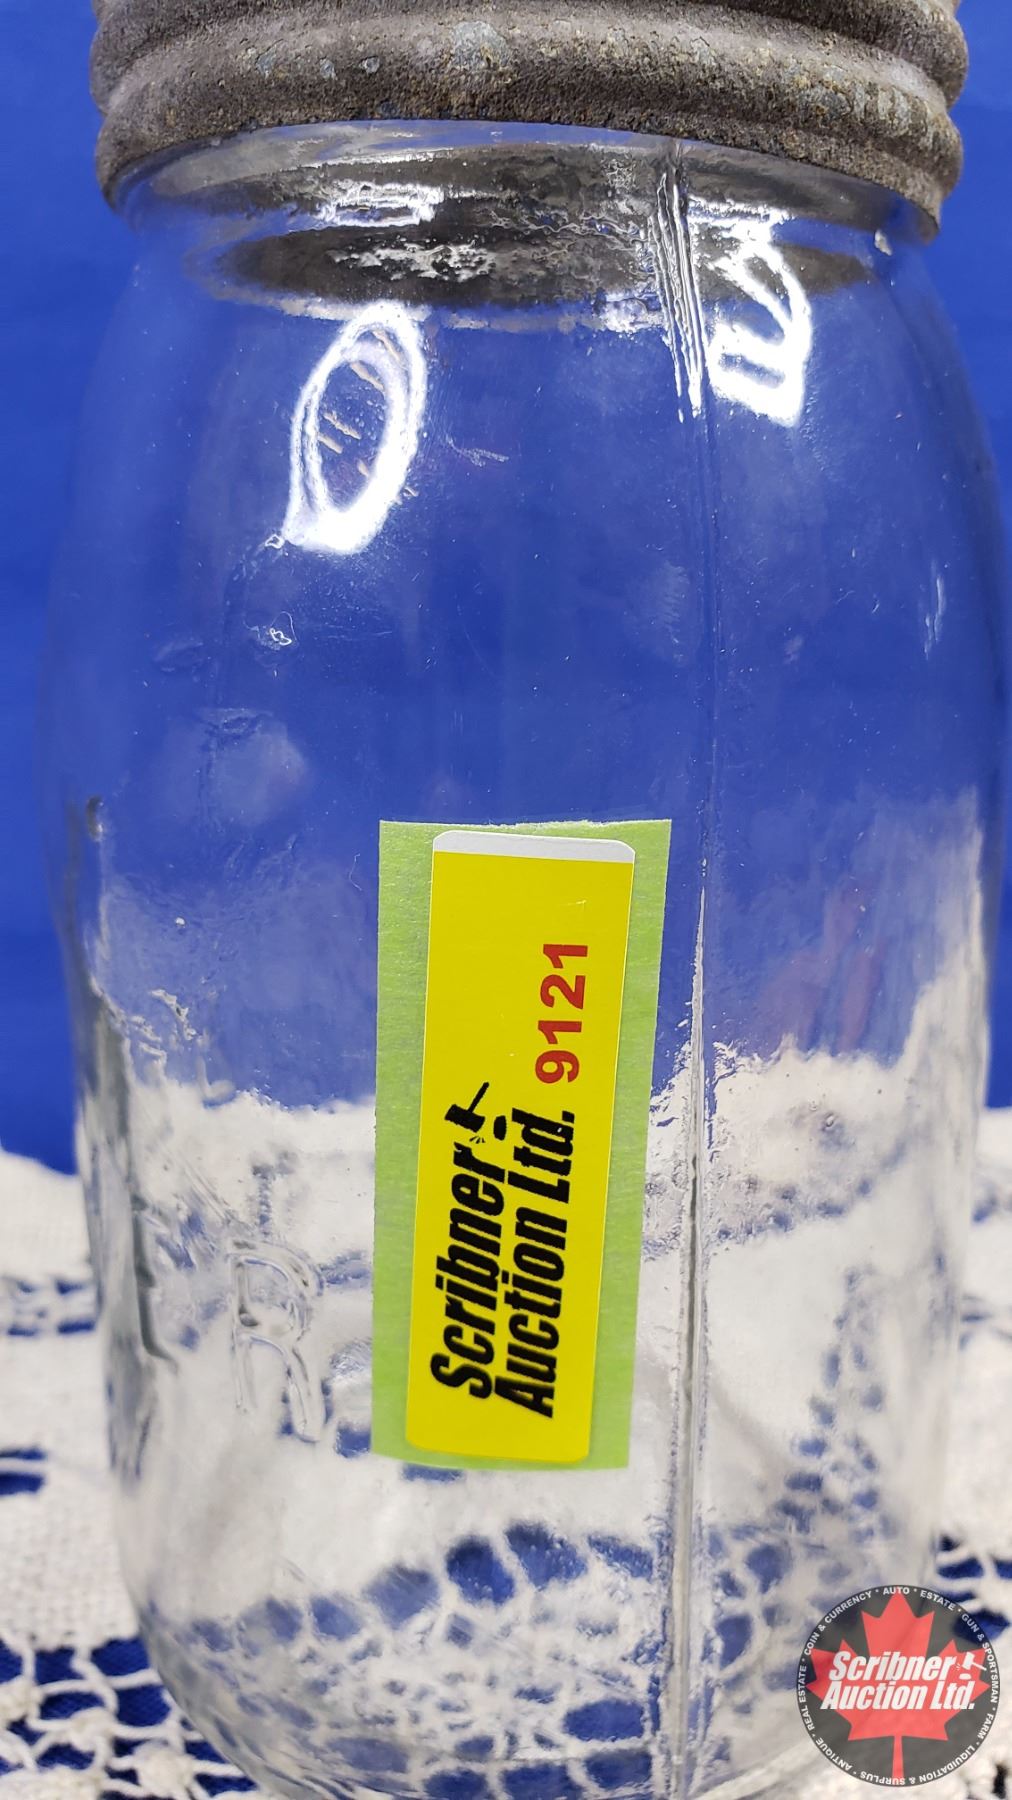 Scribner
Auction Ltd. 9121
R
COIN & CURRENCY · AUTO · ESTATE · GUN & SPORTSMAN · FARM · LIQUIDATION & SURPLUS · ANTIQUE · REAL ESTATE ·
Scribner
Auction Ltd.